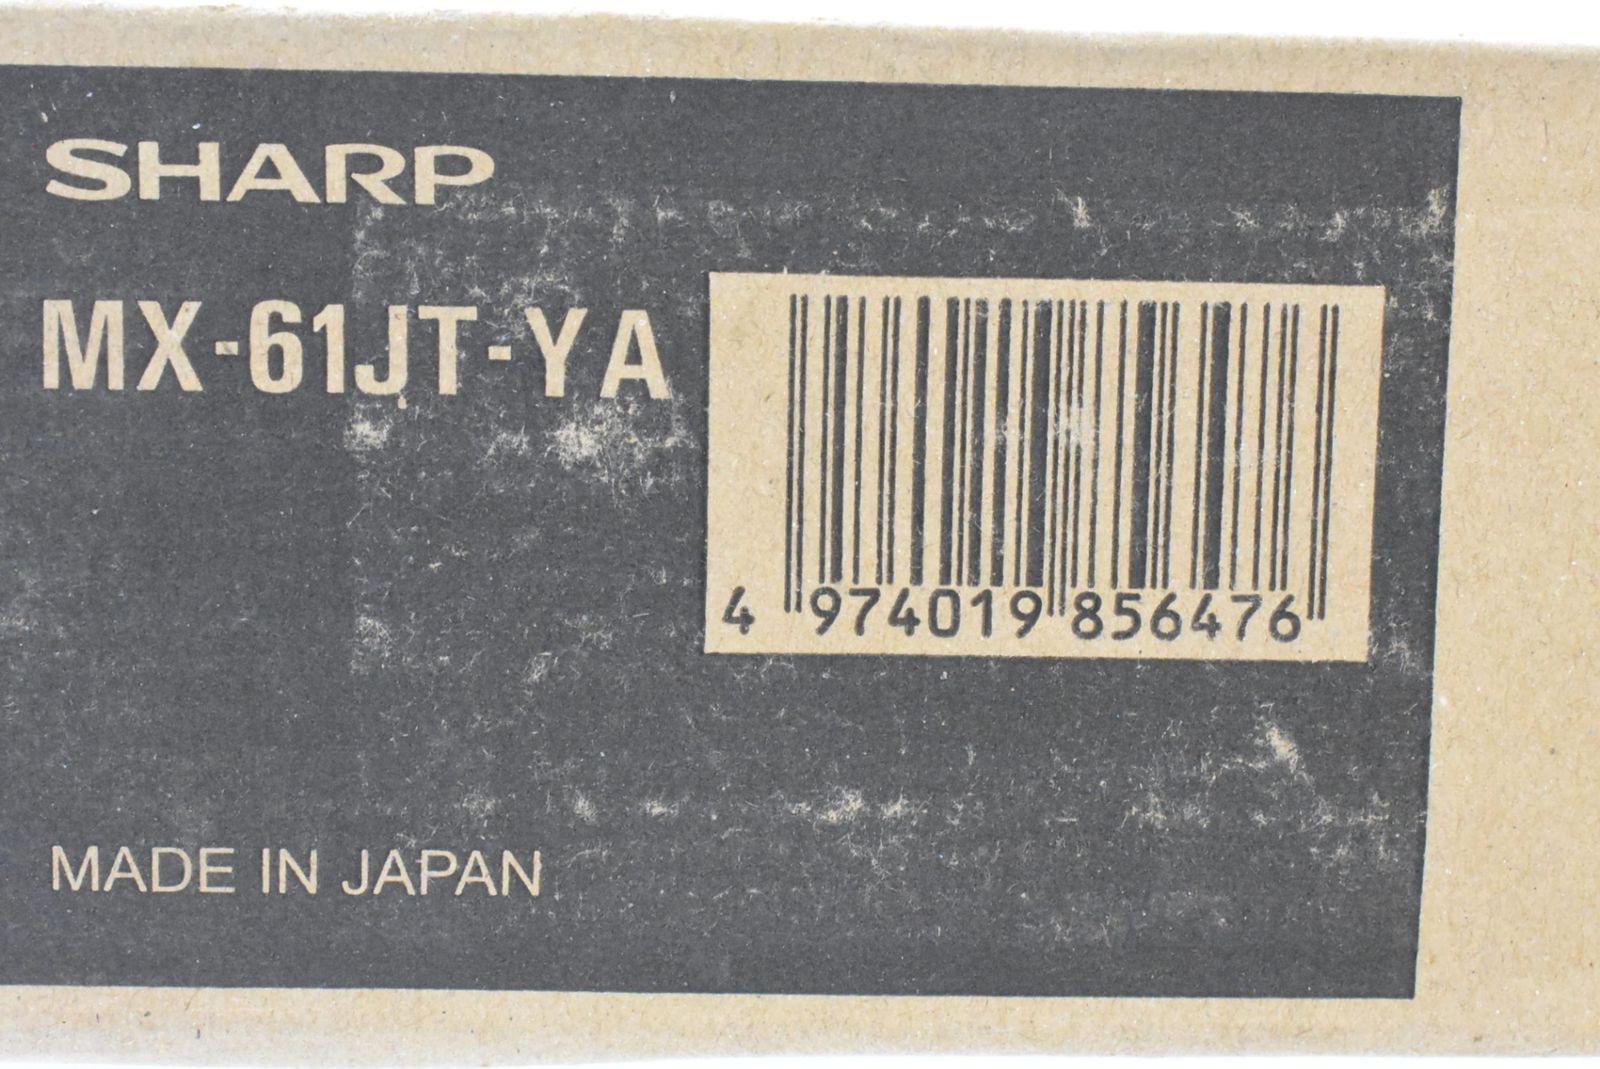 SHARP
MX-61JT-YA
4 974019 856476
MADE IN JAPAN